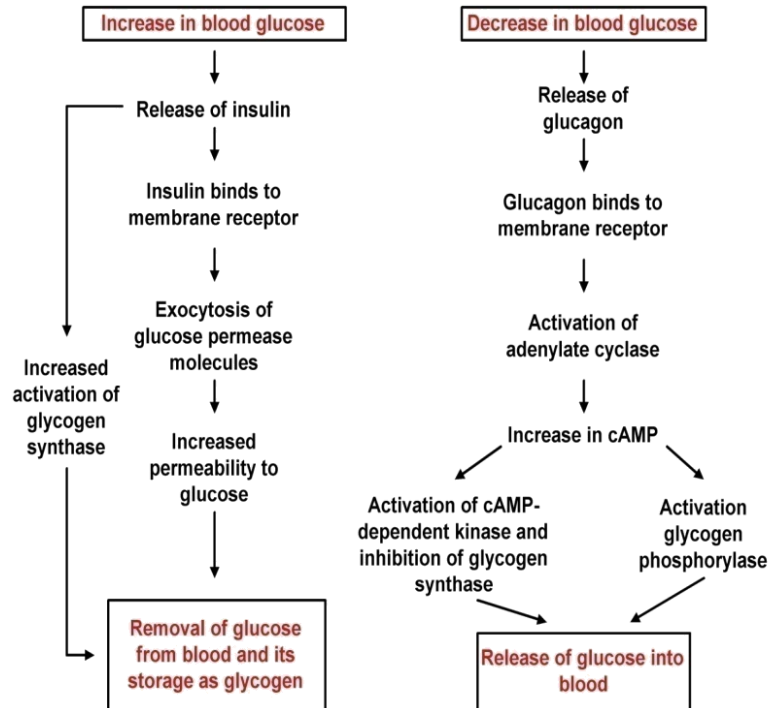 Increase in blood glucose
Release of insulin
Insulin binds to
membrane receptor
Exocytosis of
glucose permease
molecules
Increased
activation of
glycogen
synthase
Increased
permeability to
glucose
Removal of glucose
from blood and its
storage as glycogen
Decrease in blood glucose
Release of
glucagon
Glucagon binds to
membrane receptor
Activation of
adenylate cyclase
Increase in cAMP
Activation of cAMP-
dependent kinase and
inhibition of glycogen
synthase
Activation
glycogen
phosphorylase
Release of glucose into
blood